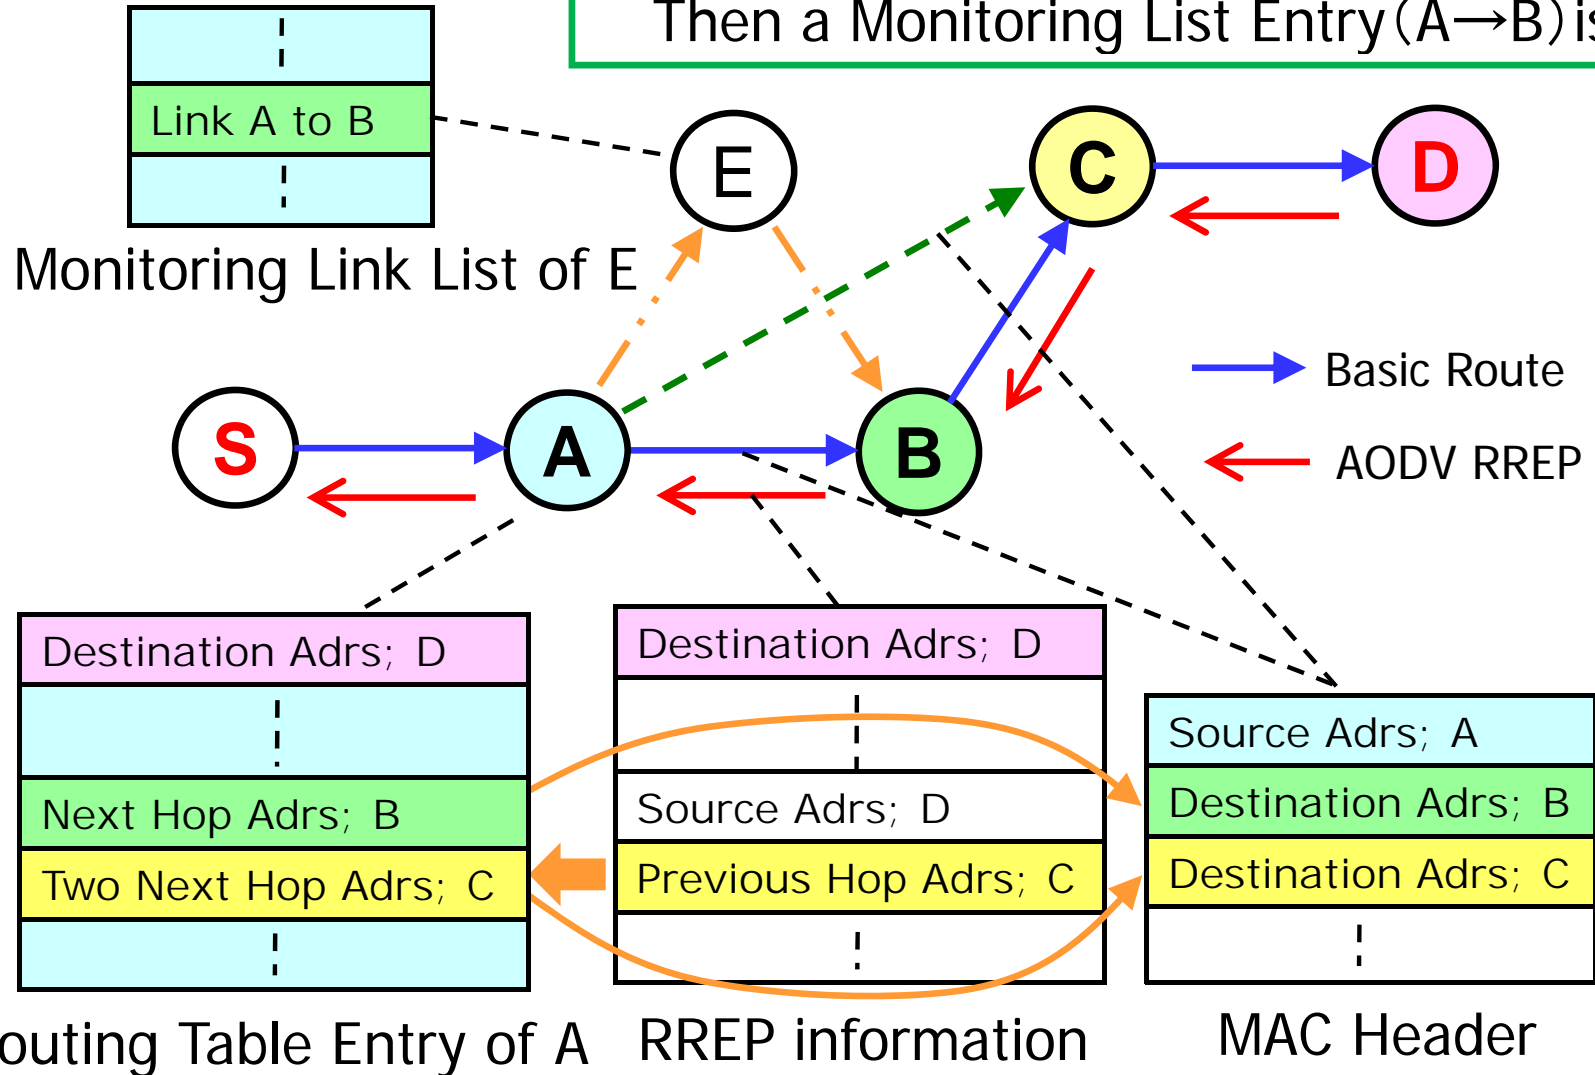 Then a Monitoring List Entry(A→B)is
Link A to B
E
C
D
Monitoring Link List of E
Basic Route
S
A
B
AODV RREP
Destination Adrs; D
Next Hop Adrs; B
Two Next Hop Adrs; C
outing Table Entry of A
Destination Adrs; D
Source Adrs; D
Previous Hop Adrs; C
RREP information
Source Adrs; A
Destination Adrs; B
Destination Adrs; C
MAC Header